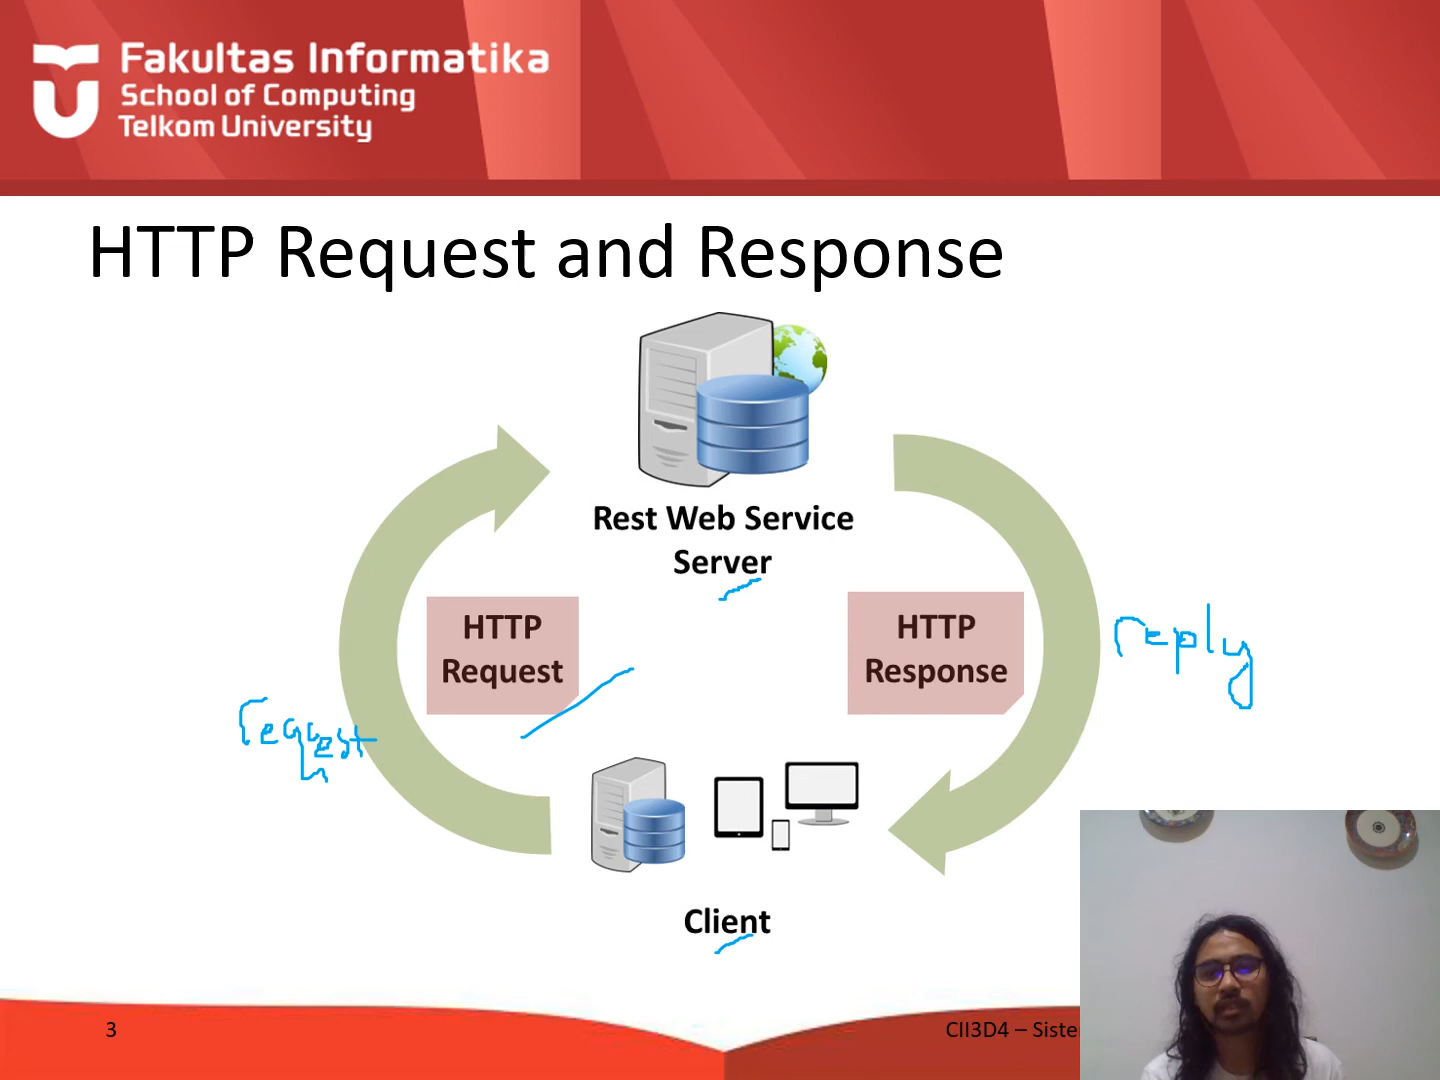 Fakultas Informatika
School of Computing
Telkom University
HTTP Request and Response
Rest Web Service
Server
HTTP
Request
HTTP
Response
reply
request
Client
3
CII3D4 – Siste